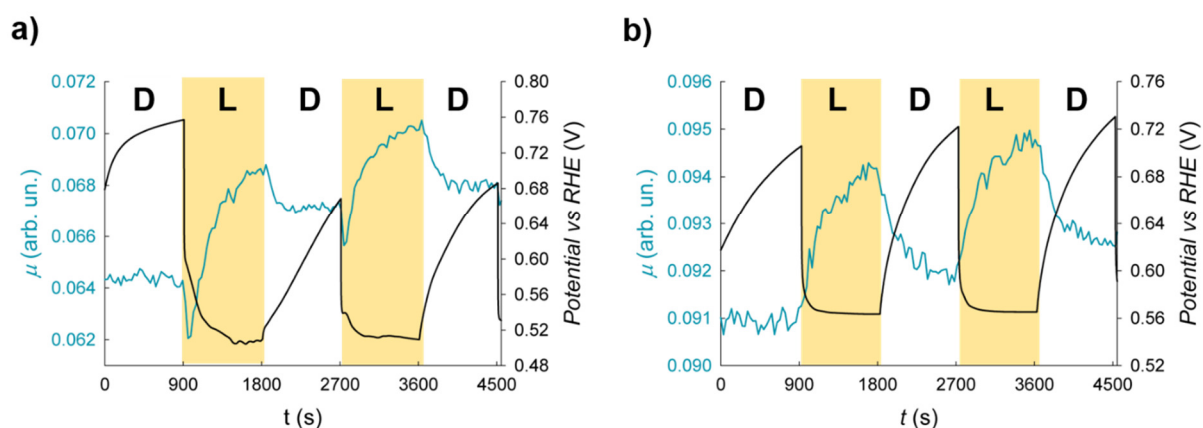 a)
D L D L D
μ (arb. un.)
0.072
0.070
0.068
0.066
0.064
0.062
Potential vs RHE (V)
0.80
0.76
0.72
0.68
0.64
0.60
0.56
0.52
0.48
0 900 1800 2700 3600 4500
t (s)
b)
D L D L D
μ (arb. un.)
0.096
0.095
0.094
0.093
0.092
0.091
0.090
Potential vs RHE (V)
0.76
0.72
0.68
0.64
0.60
0.56
0.52
0 900 1800 2700 3600 4500
t (s)